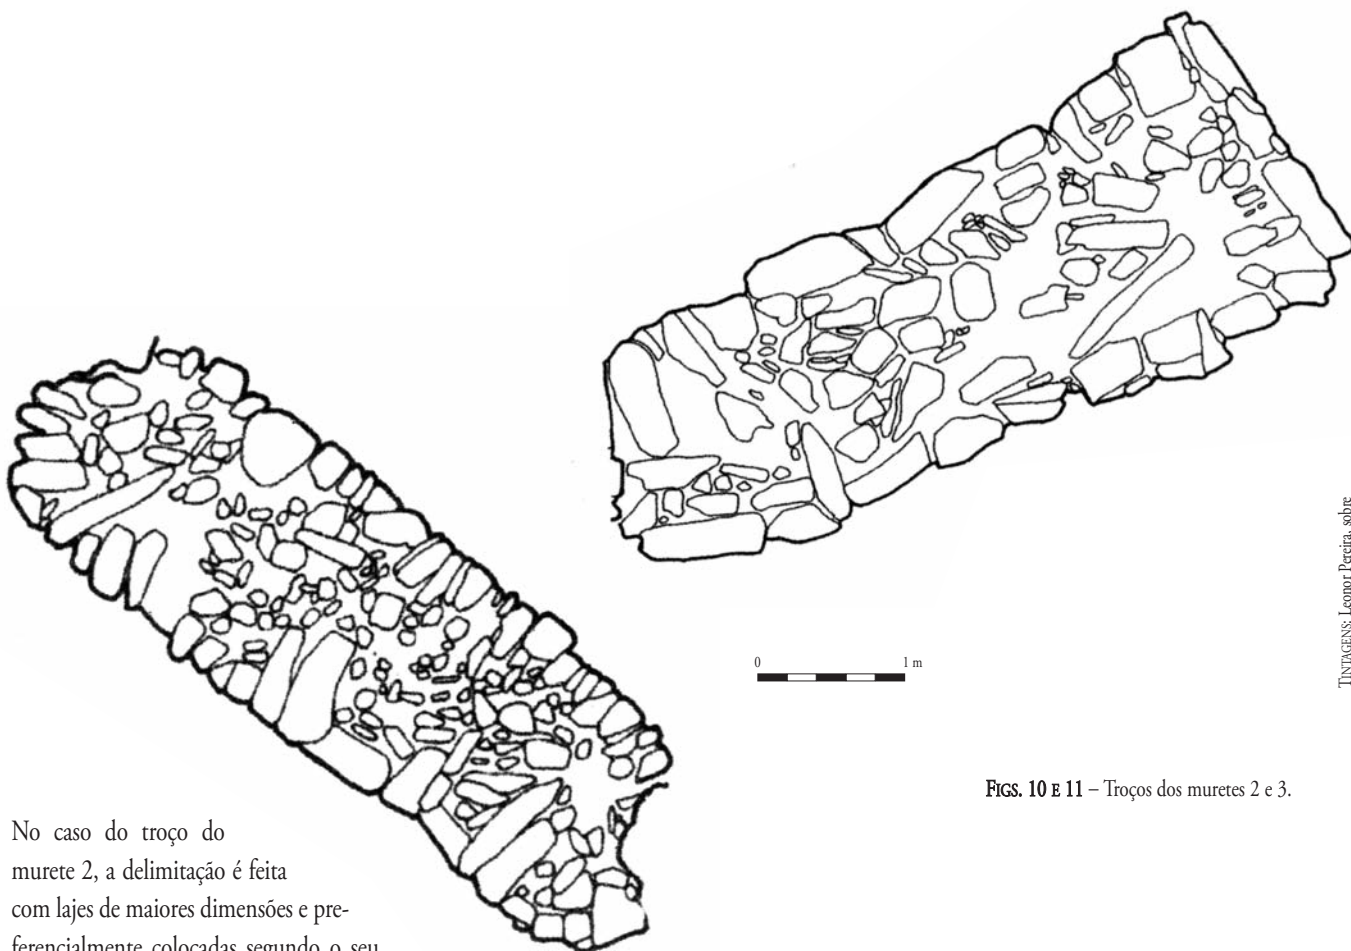 TINTAGENS: Leonor Pereira, sobre
0 1 m
FIGS. 10 E 11 – Troços dos muretes 2 e 3.
No caso do troço do
murete 2, a delimitação é feita
com lajes de maiores dimensões e pre-
ferencialmente colocadas segundo o seu